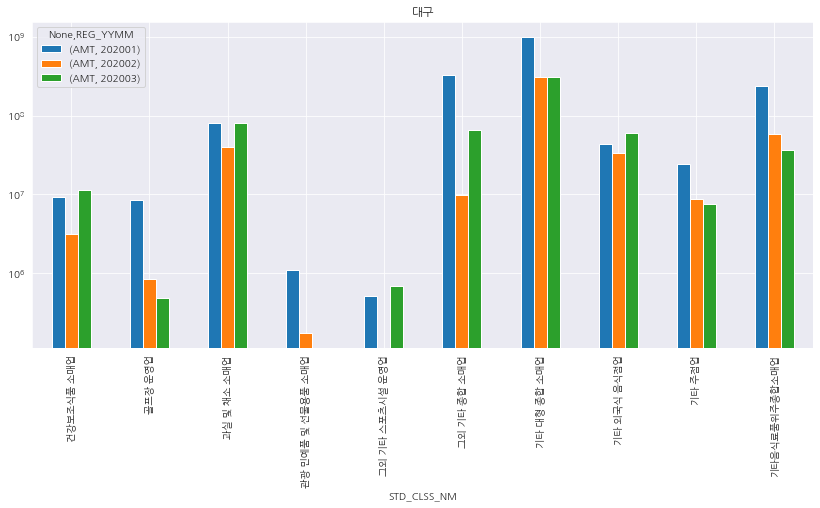 대구
None,REG_YYMM
(AMT, 202001)
(AMT, 202002)
(AMT, 202003)
10⁹
10⁸
10⁷
10⁶
건강보조식품 소매업
골프장 운영업
과실 및 채소 소매업
관광 민예품 및 선물용품 소매업
그외 기타 스포츠시설 운영업
그외 기타 종합 소매업
기타 대형 종합 소매업
기타 외국식 음식점업
기타 주점업
기타음식료품위주종합소매업
STD_CLSS_NM